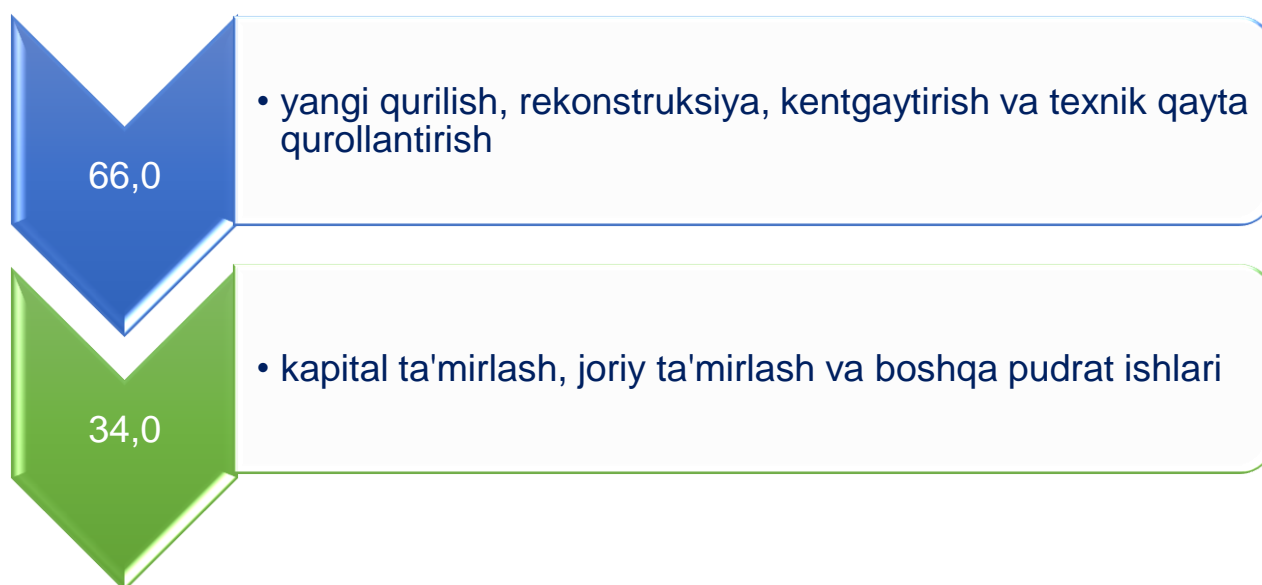 66,0
• yangi qurilish, rekonstruksiya, kentgaytirish va texnik qayta
qurollantirish
34,0
• kapital ta'mirlash, joriy ta'mirlash va boshqa pudrat ishlari